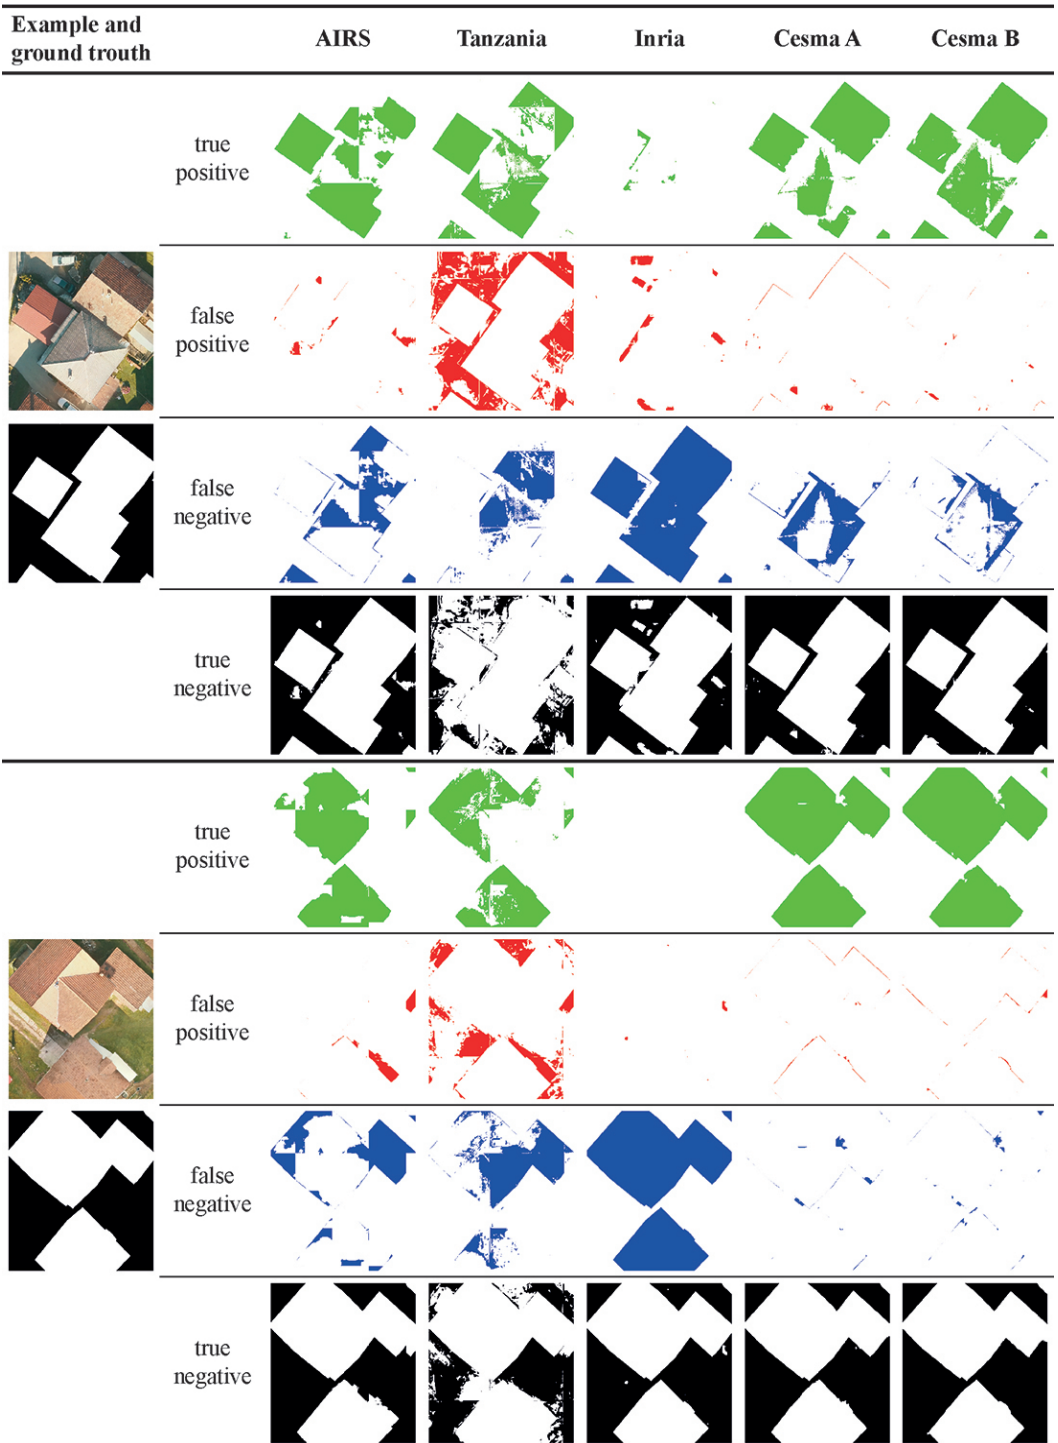 Example and
ground trouth
AIRS
Tanzania
Inria
Cesma A
Cesma B
true
positive
false
positive
false
negative
true
negative
true
positive
false
positive
false
negative
true
negative